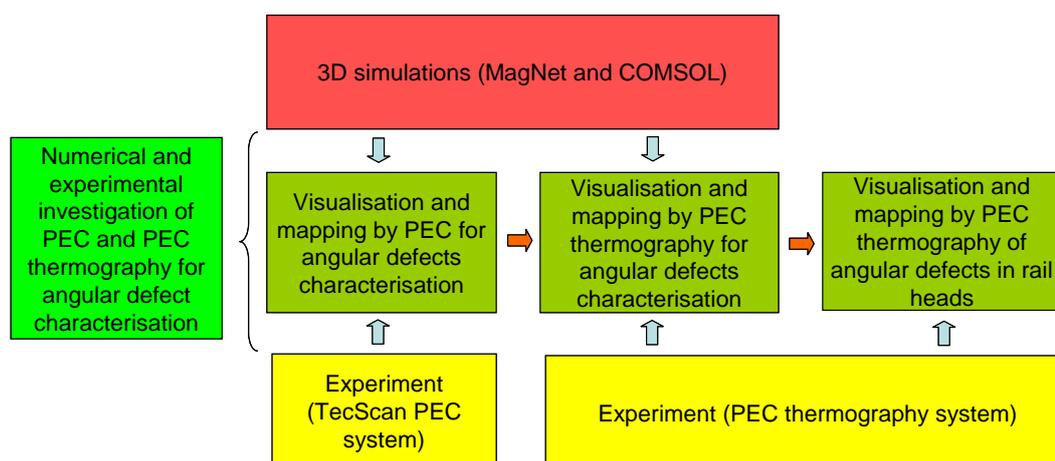 3D simulations (MagNet and COMSOL)
Numerical and
experimental
investigation of
PEC and PEC
thermography for
angular defect
characterisation
Visualisation and
mapping by PEC for
angular defects
characterisation
Visualisation and
mapping by PEC
thermography for
angular defects
characterisation
Visualisation and
mapping by PEC
thermography of
angular defects in rail
heads
Experiment
(TecScan PEC
system)
Experiment (PEC thermography system)